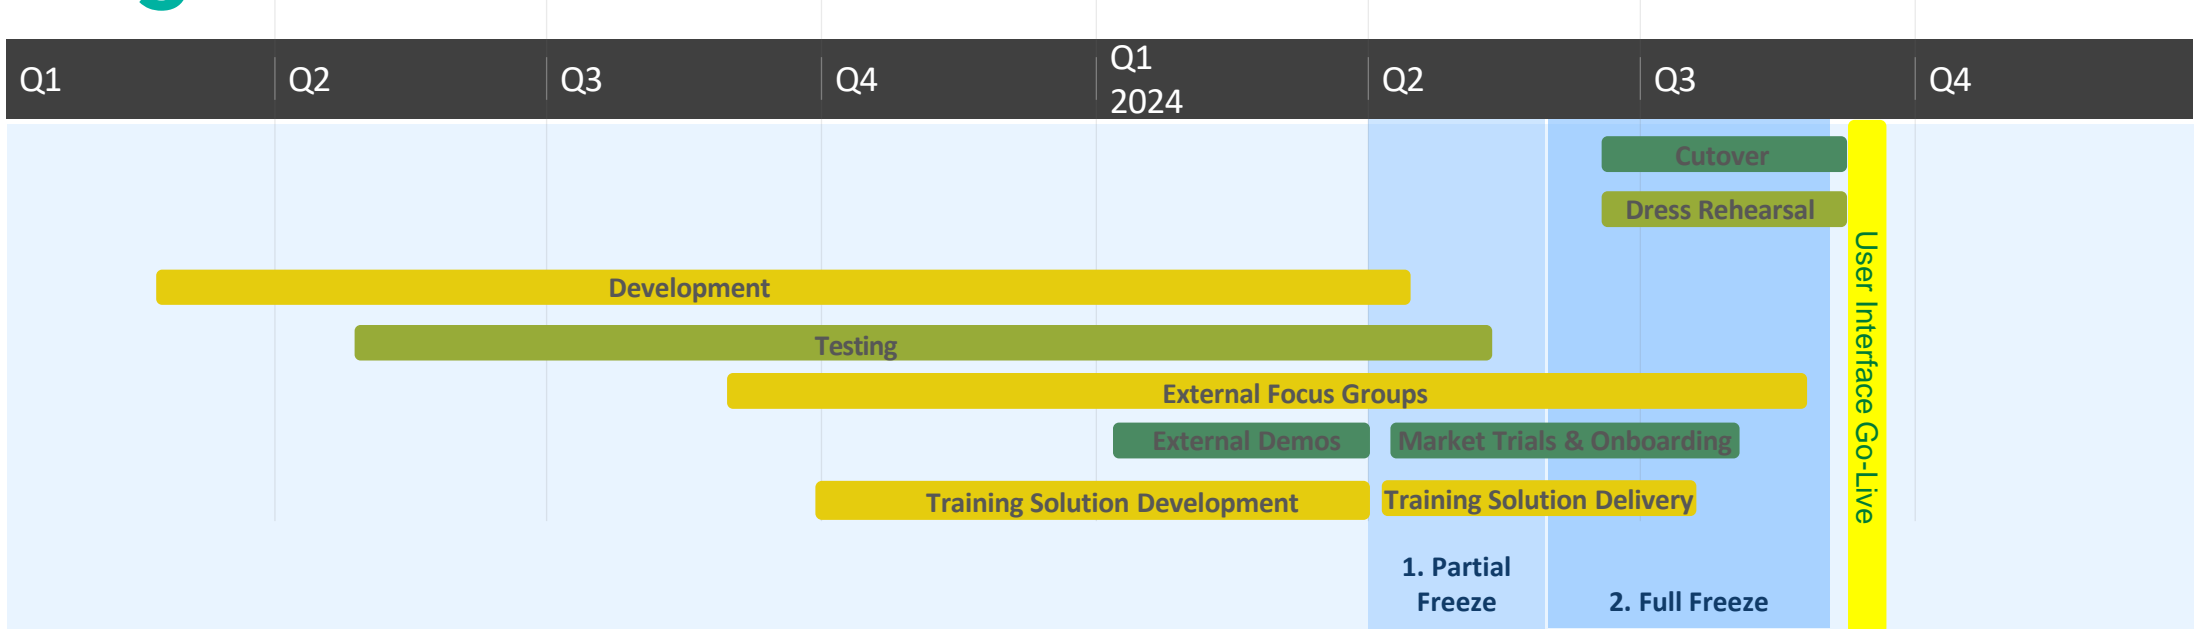 Q1
Q2
Q3
Q4
Q1
2024
Q2
Q3
Q4
Cutover
Dress Rehearsal
Development
Testing
External Focus Groups
External Demos
Market Trials & Onboarding
Training Solution Development
Training Solution Delivery
User Interface Go-Live
1. Partial
Freeze
2. Full Freeze